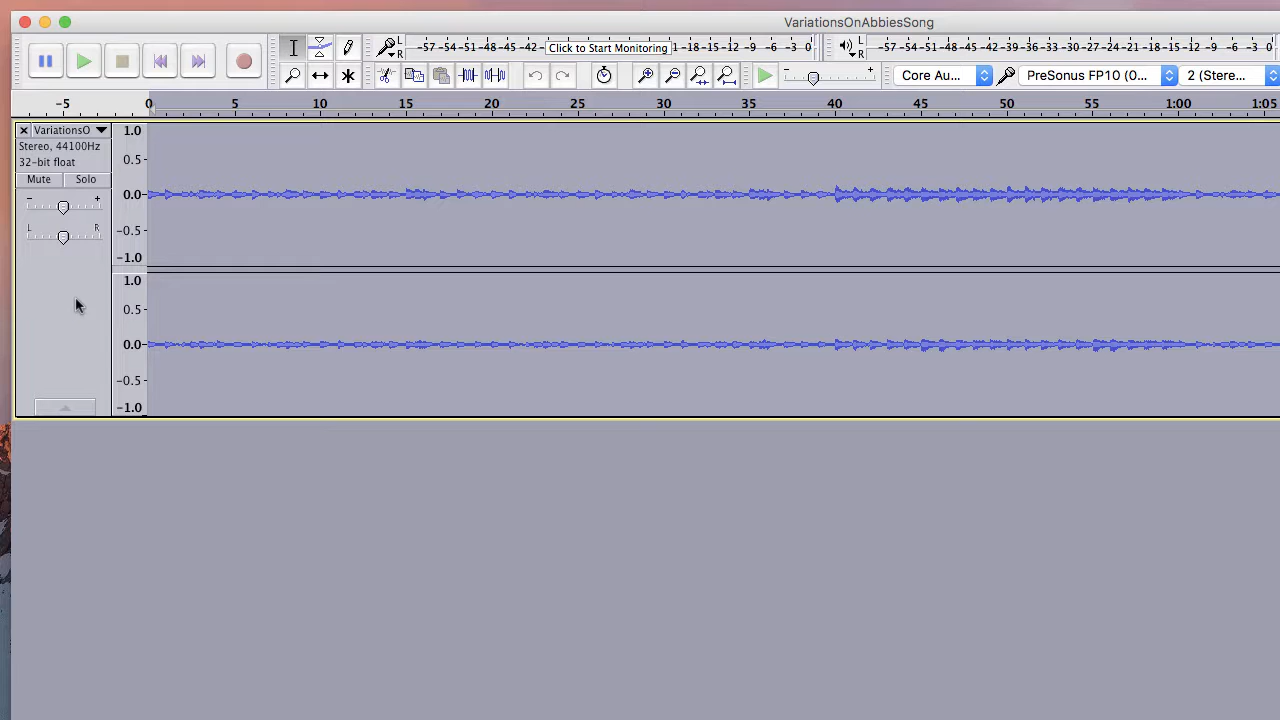 VariationsOnAbbiesSong
L
R
-57 -54 -51 -48 -45 -42 Click to Start Monitoring 1 -18 -15 -12 -9 -6 -3 0
L
R
-57 -54 -51 -48 -45 -42 -39 -36 -33 -30 -27 -24 -21 -18 -15 -12 -9 -6 -3 0
- +
Core Au...
PreSonus FP10 (0...
2 (Stere...
-5 0 5 10 15 20 25 30 35 40 45 50 55 1:00 1:05
VariationsO
Stereo, 44100Hz
32-bit float
Mute Solo
- +
L R
1.0
0.5
0.0
-0.5
-1.0
1.0
0.5
0.0
-0.5
-1.0